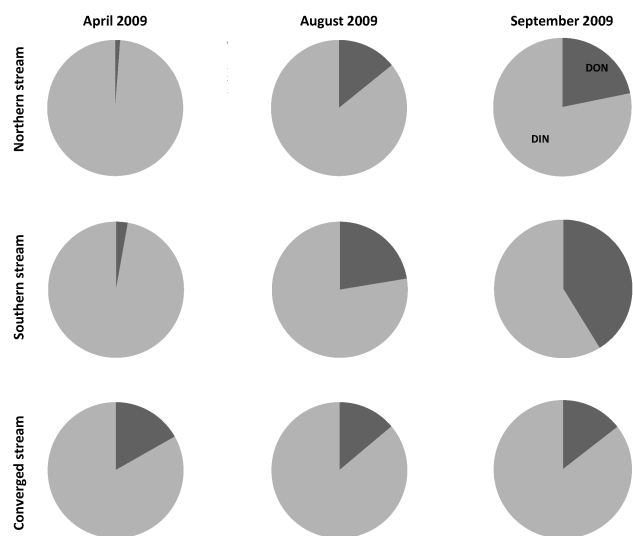 April 2009
August 2009
September 2009
Northern stream
DON
DIN
Southern stream
Converged stream